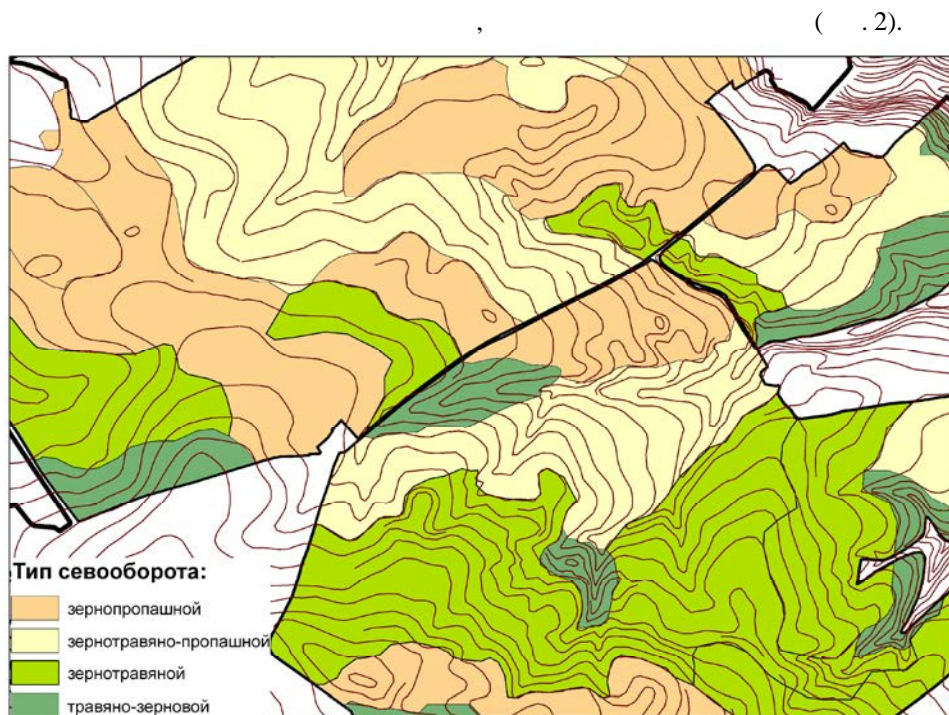 , ( . 2).
Тип севооборота:
зернопропашной
зернотравяно-пропашной
зернотравяной
травяно-зерновой